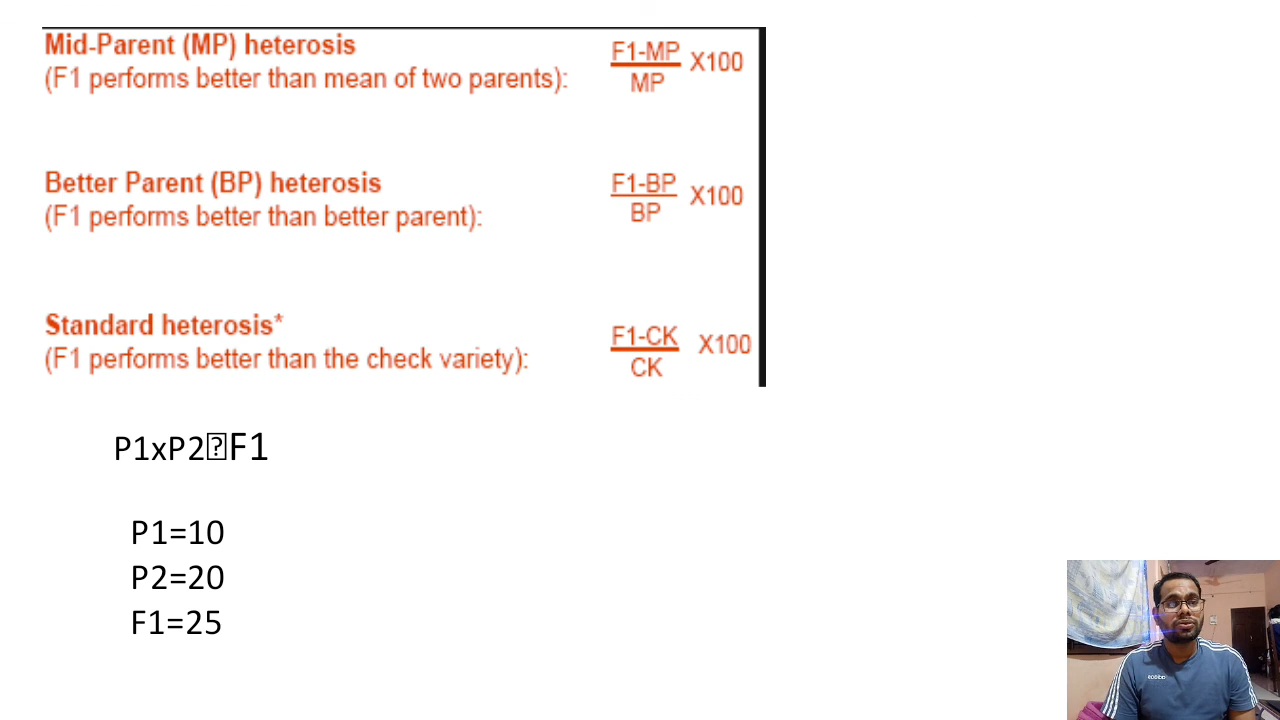 Mid-Parent (MP) heterosis
(F1 performs better than mean of two parents):
F1-MP
MP
X100
Better Parent (BP) heterosis
(F1 performs better than better parent):
F1-BP
BP
X100
Standard heterosis*
(F1 performs better than the check variety):
F1-CK
CK
X100
P1xP2⍰F1
P1=10
P2=20
F1=25
adidas